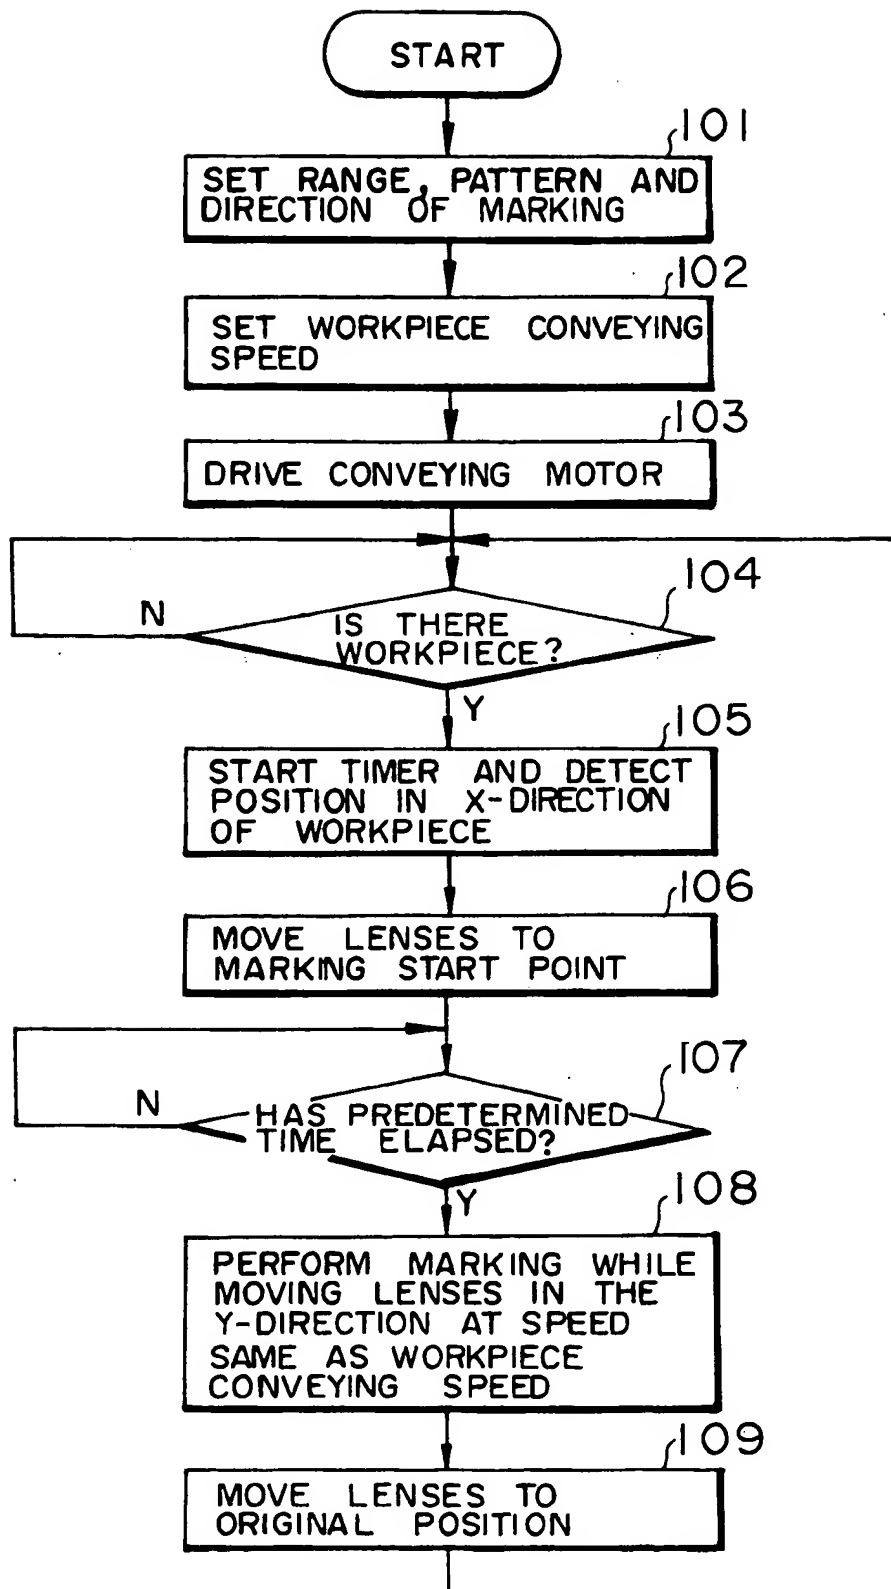 START
101
SET RANGE, PATTERN AND
DIRECTION OF MARKING
102
SET WORKPIECE CONVEYING
SPEED
103
DRIVE CONVEYING MOTOR
104
N
IS THERE
WORKPIECE?
Y
105
START TIMER AND DETECT
POSITION IN X-DIRECTION
OF WORKPIECE
106
MOVE LENSES TO
MARKING START POINT
107
N
HAS PREDETERMINED
TIME ELAPSED?
Y
108
PERFORM MARKING WHILE
MOVING LENSES IN THE
Y-DIRECTION AT SPEED
SAME AS WORKPIECE
CONVEYING SPEED
109
MOVE LENSES TO
ORIGINAL POSITION